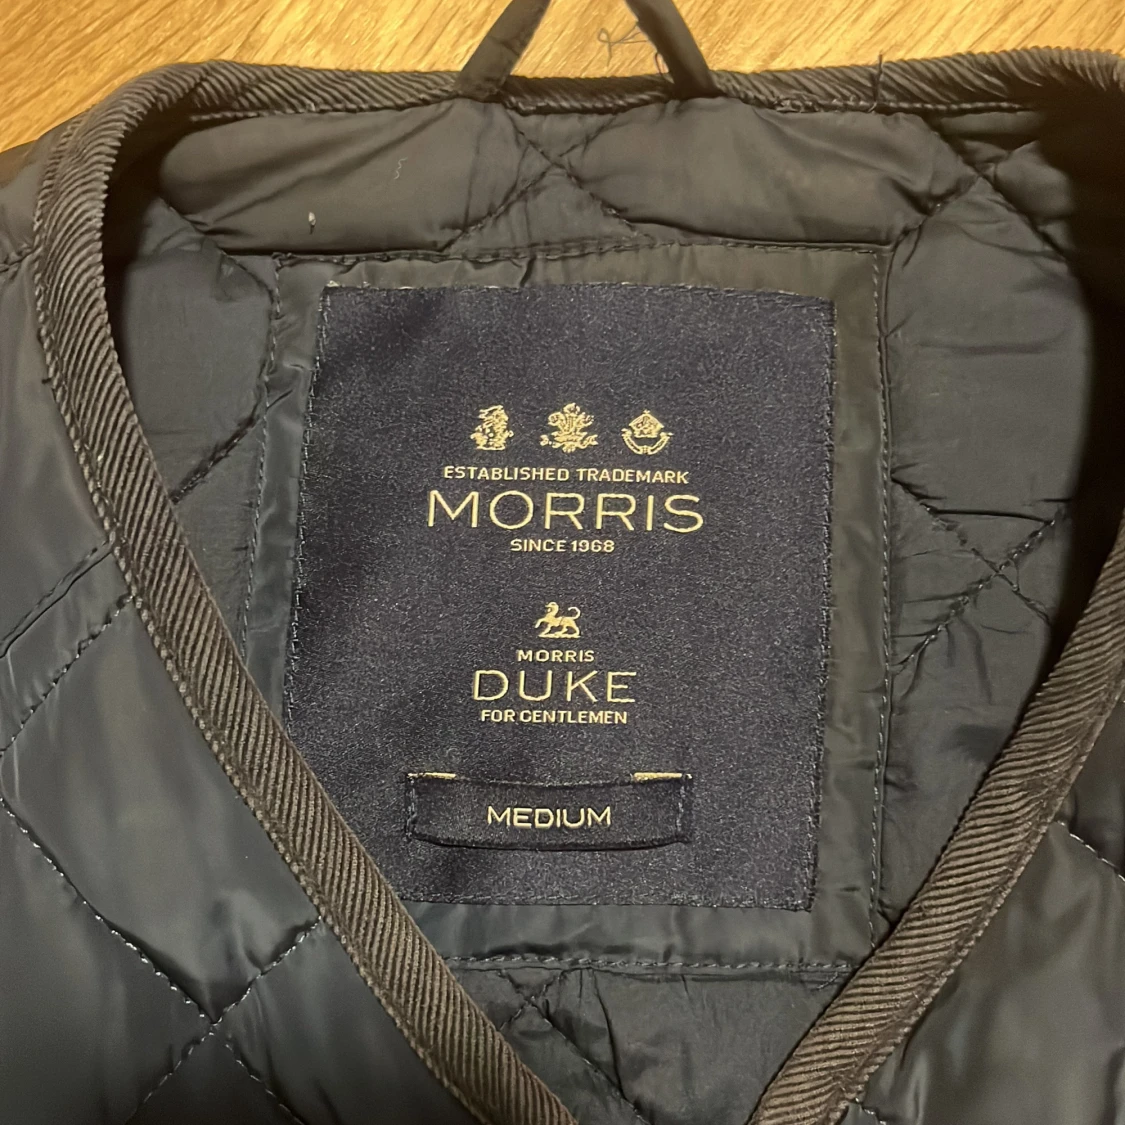 ESTABLISHED TRADEMARK
MORRIS
SINCE 1968
MORRIS
DUKE
FOR GENTLEMEN
MEDIUM